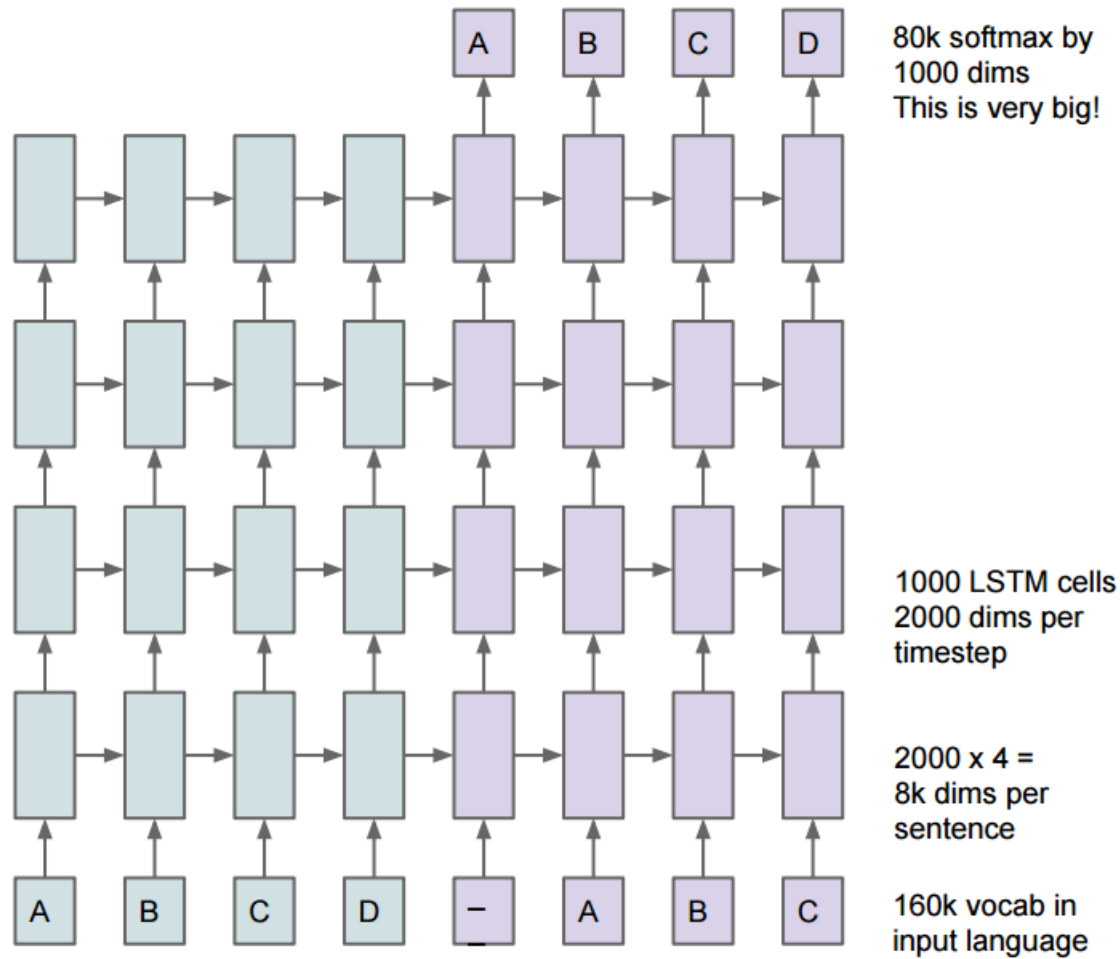 A B C D
80k softmax by
1000 dims
This is very big!
1000 LSTM cells
2000 dims per
timestep
2000 x 4 =
8k dims per
sentence
A B C D _ A B C
160k vocab in
input language